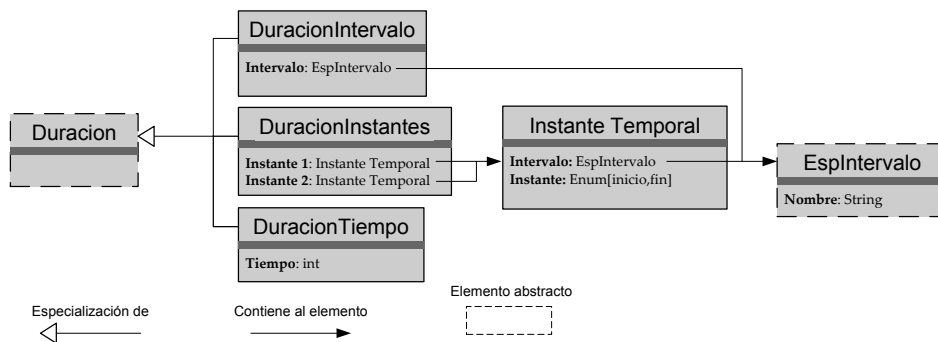 DuracionIntervalo
Intervalo: EspIntervalo
Duracion
DuracionInstantes
Instante 1: Instante Temporal
Instante 2: Instante Temporal
Instante Temporal
Intervalo: EspIntervalo
Instante: Enum[inicio,fin]
EspIntervalo
Nombre: String
DuracionTiempo
Tiempo: int
Especialización de
Contiene al elemento
Elemento abstracto